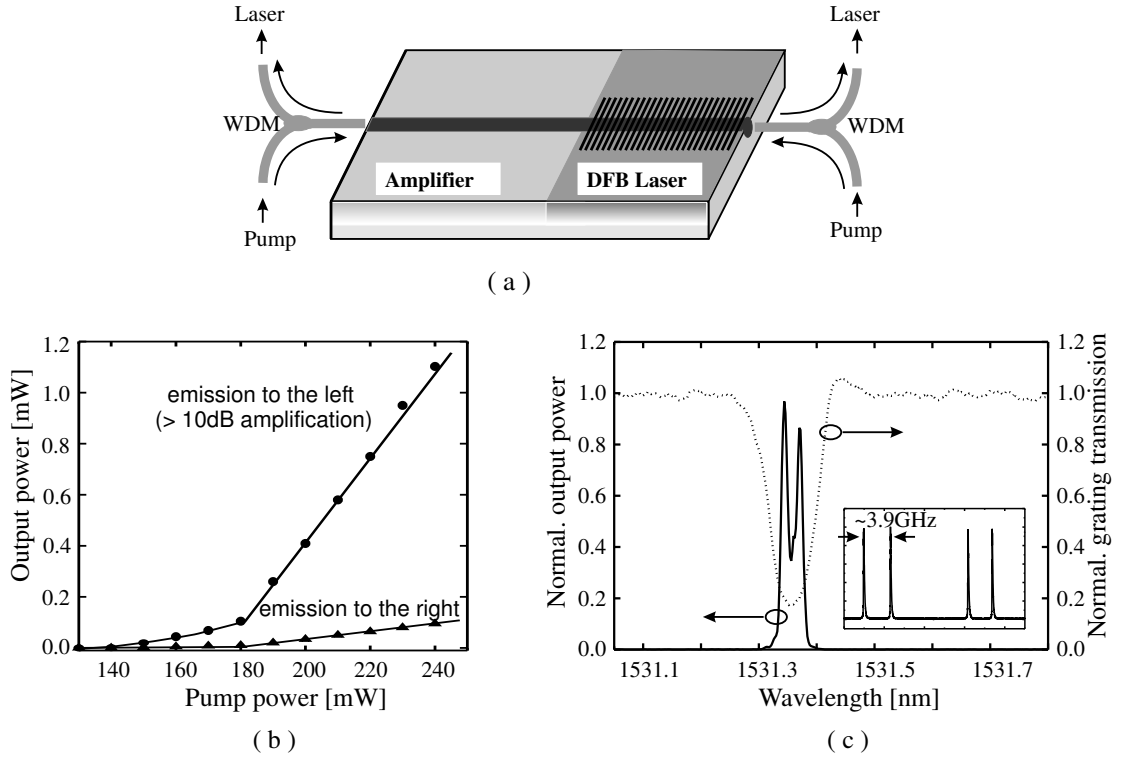 Laser
Laser
WDM
WDM
Amplifier
DFB Laser
Pump
Pump
( a )
Output power [mW]
1.2
1.0
0.8
0.6
0.4
0.2
0.0
emission to the left
(> 10dB amplification)
emission to the right
140
160
180
200
220
240
Pump power [mW]
( b )
Normal. output power
1.2
1.0
0.8
0.6
0.4
0.2
0.0
~3.9GHz
1.2
1.0
0.8
0.6
0.4
0.2
0.0
Normal. grating transmission
1531.1
1531.3
1531.5
1531.7
Wavelength [nm]
( c )